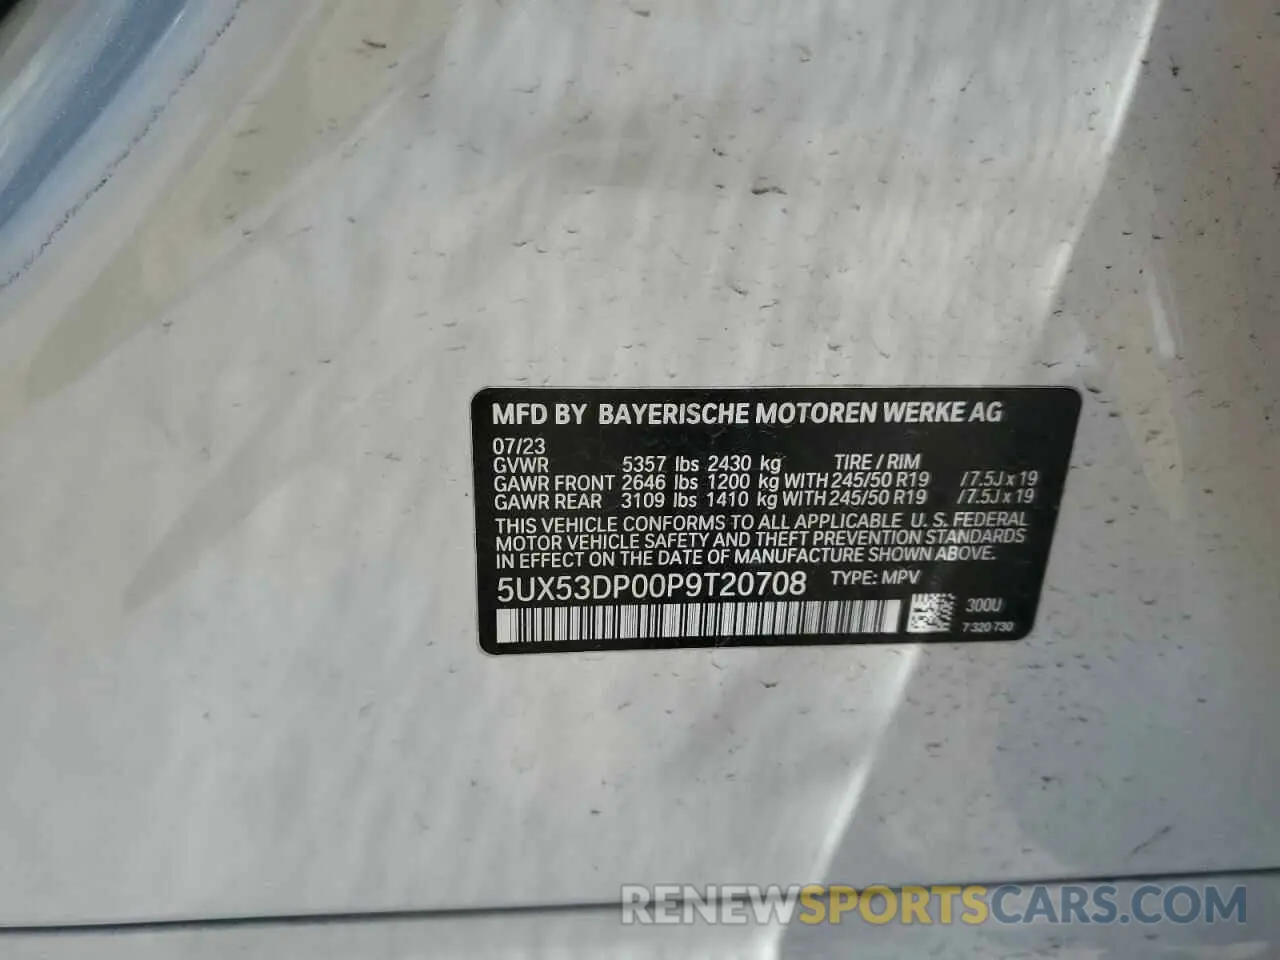 MFD BY BAYERISCHE MOTOREN WERKE AG
07/23
GVWR 5357 lbs 2430 kg TIRE / RIM
GAWR FRONT 2646 lbs 1200 kg WITH 245/50 R19 /7.5J x 19
GAWR REAR 3109 lbs 1410 kg WITH 245/50 R19 /7.5J x 19
THIS VEHICLE CONFORMS TO ALL APPLICABLE U. S. FEDERAL
MOTOR VEHICLE SAFETY AND THEFT PREVENTION STANDARDS
IN EFFECT ON THE DATE OF MANUFACTURE SHOWN ABOVE.
5UX53DP00P9T20708 TYPE: MPV
300U
7 320 730
RENEWSPORTSCARS.COM